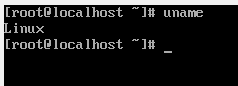 [root@localhost ~]# uname
Linux
[root@localhost ~]# _